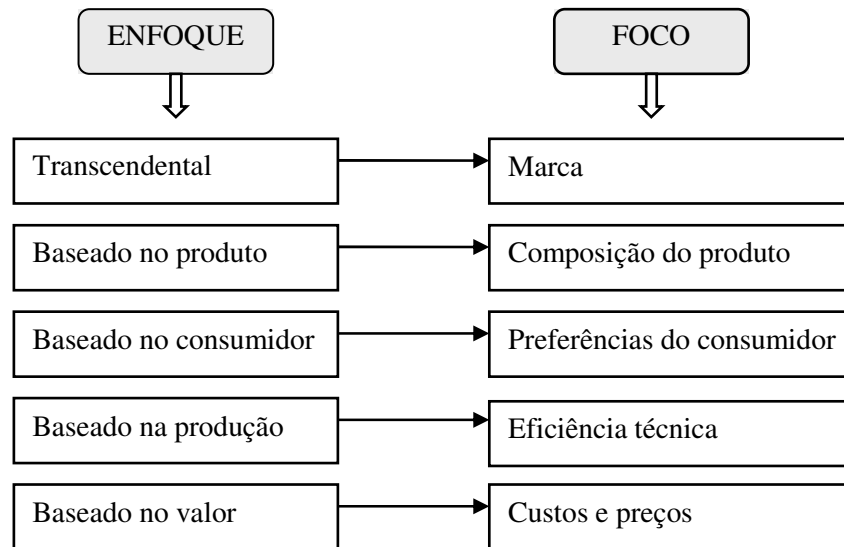 ENFOQUE
FOCO
Transcendental
Marca
Baseado no produto
Composição do produto
Baseado no consumidor
Preferências do consumidor
Baseado na produção
Eficiência técnica
Baseado no valor
Custos e preços